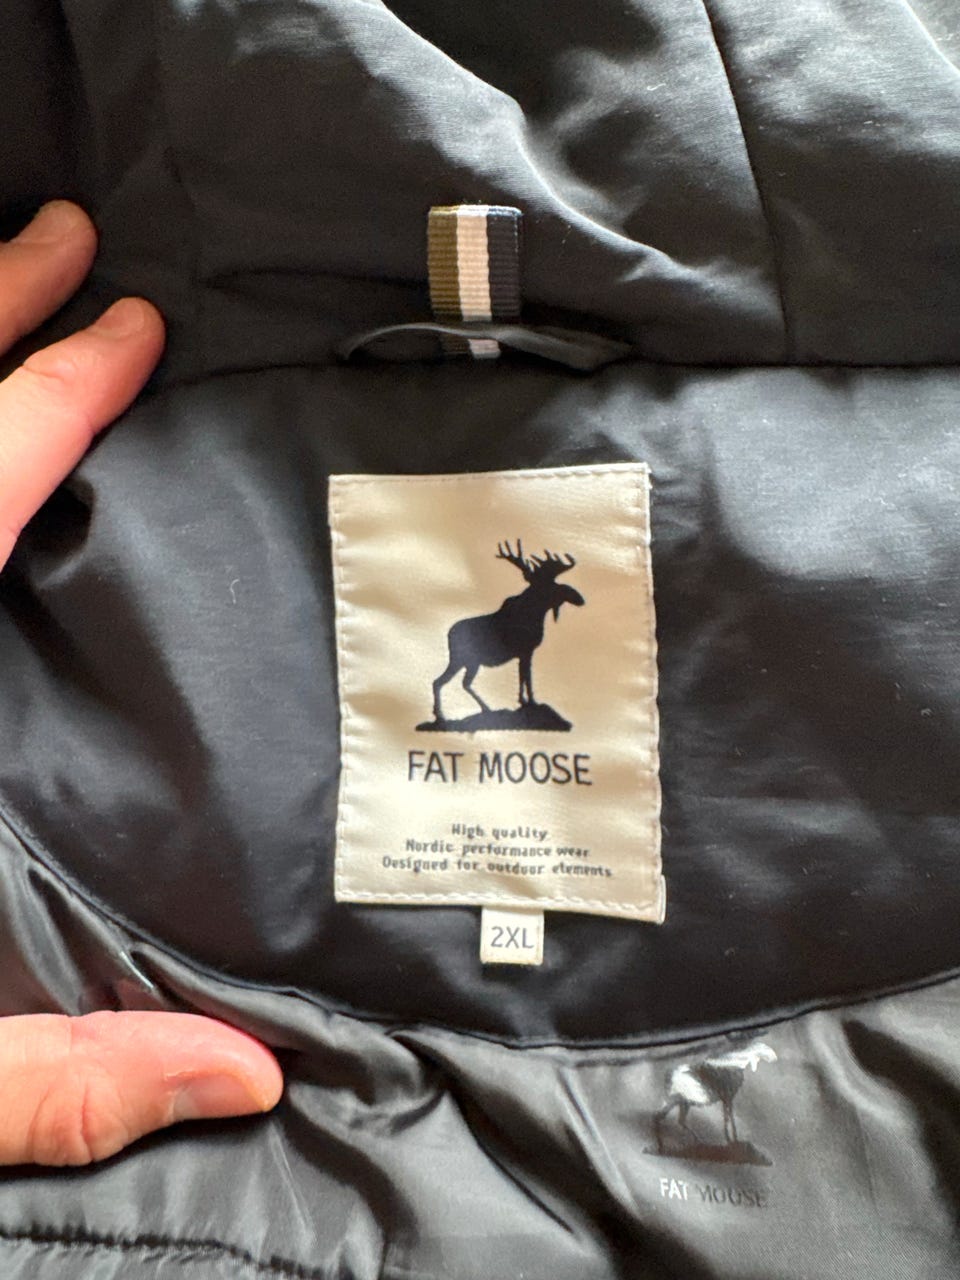 FAT MOOSE
High quality
Nordic performance wear
Designed for outdoor elements
2XL
FAT MOOSE